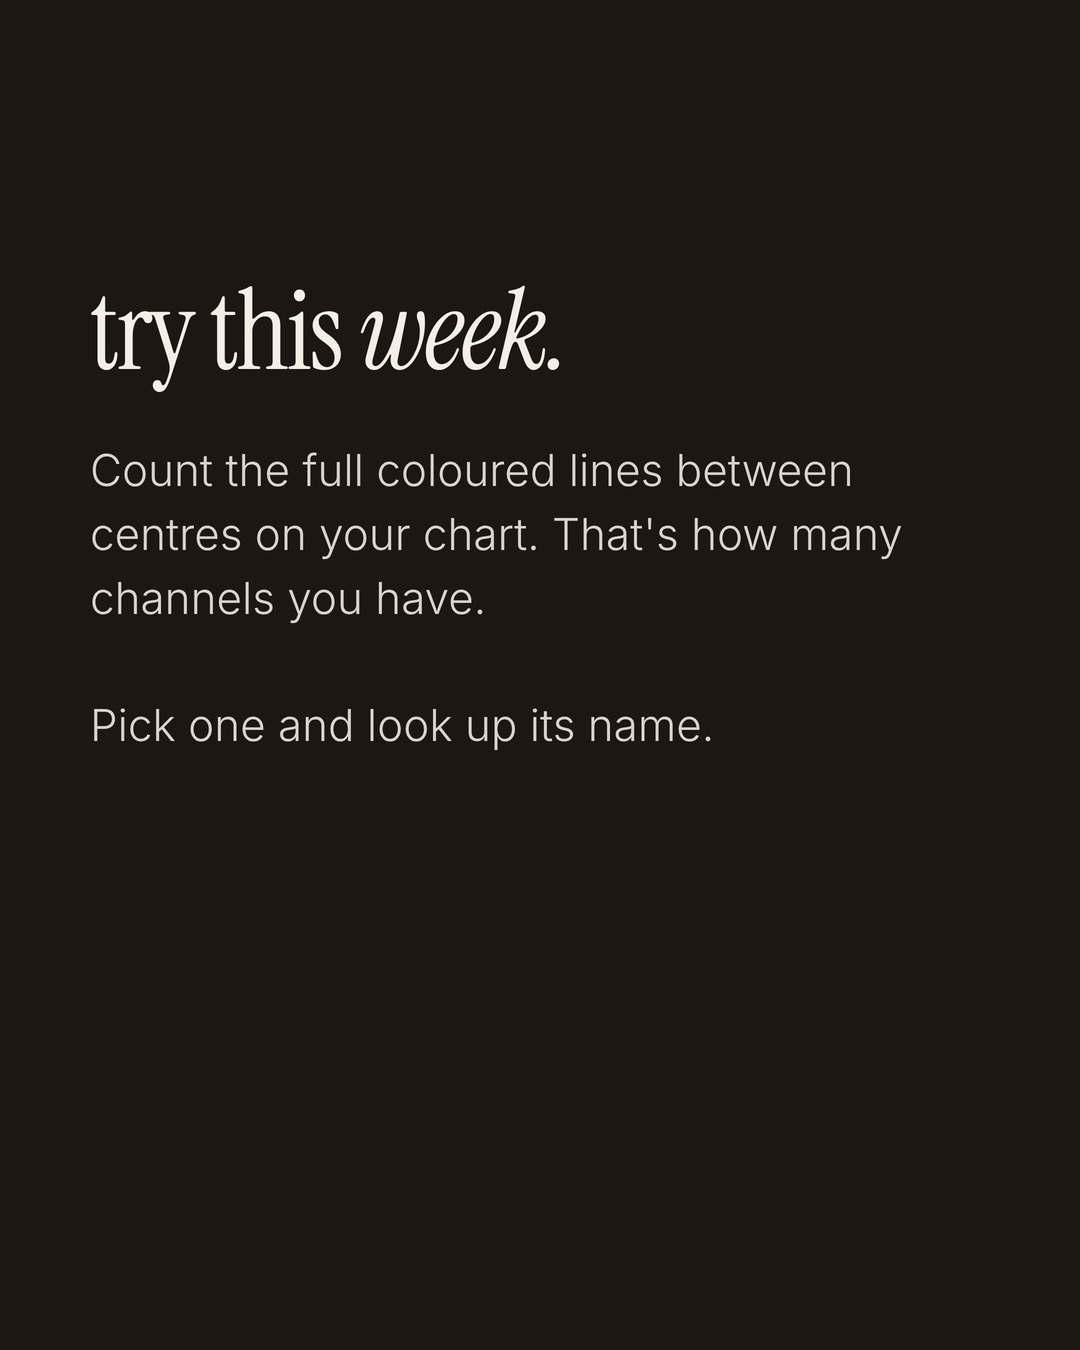 try this week.
Count the full coloured lines between
centres on your chart. That's how many
channels you have.
Pick one and look up its name.